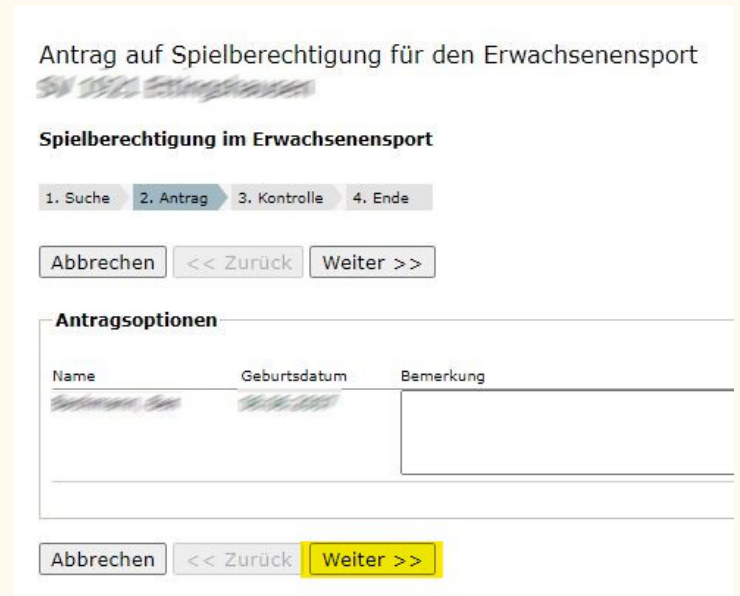 Antrag auf Spielberechtigung für den Erwachsenensport
Spielberechtigung im Erwachsenensport
1. Suche 2. Antrag 3. Kontrolle 4. Ende
Abbrechen << Zurück Weiter >>
Antragsoptionen
Name Geburtsdatum Bemerkung
Abbrechen << Zurück Weiter >>